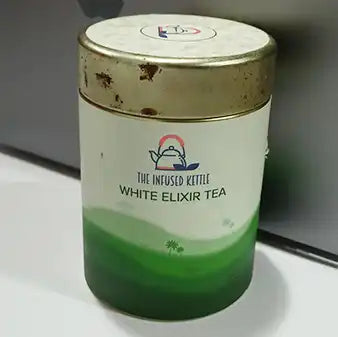 THE INFUSED KETTLE
WHITE ELIXIR TEA